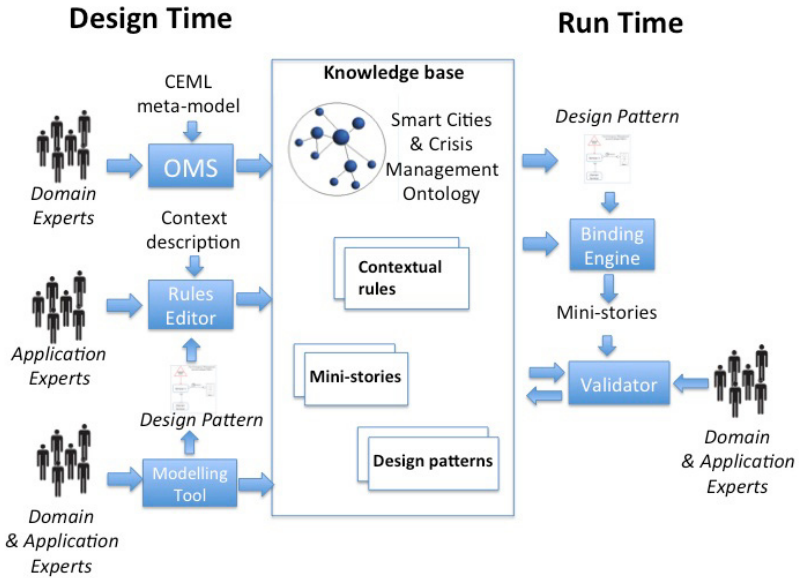 Design Time
Run Time
CEML
meta-model
OMS
Domain
Experts
Context
description
Rules
Editor
Application
Experts
Design Pattern
Modelling
Tool
Domain
& Application
Experts
Knowledge base
Smart Cities
& Crisis
Management
Ontology
Contextual
rules
Mini-stories
Design patterns
Design Pattern
Binding
Engine
Mini-stories
Validator
Domain
& Application
Experts